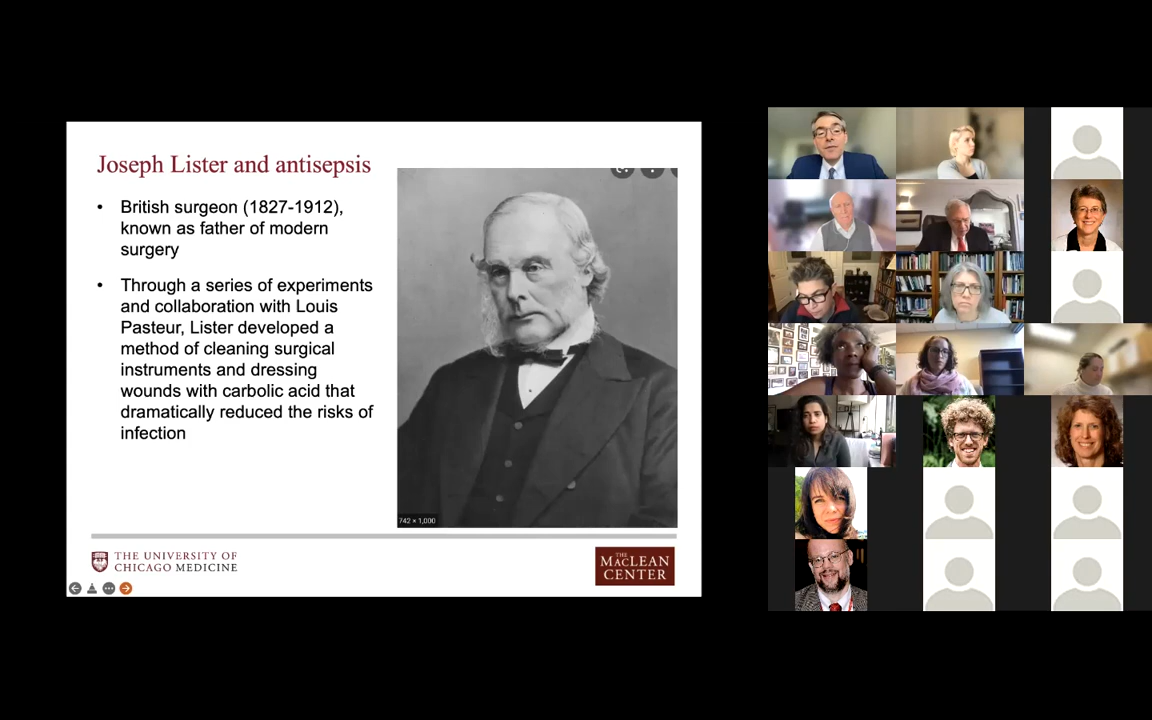 Joseph Lister and antisepsis
• British surgeon (1827-1912),
known as father of modern
surgery
• Through a series of experiments
and collaboration with Louis
Pasteur, Lister developed a
method of cleaning surgical
instruments and dressing
wounds with carbolic acid that
dramatically reduced the risks of
infection
742 × 1,000
THE UNIVERSITY OF
CHICAGO MEDICINE
THE
MACLEAN
CENTER